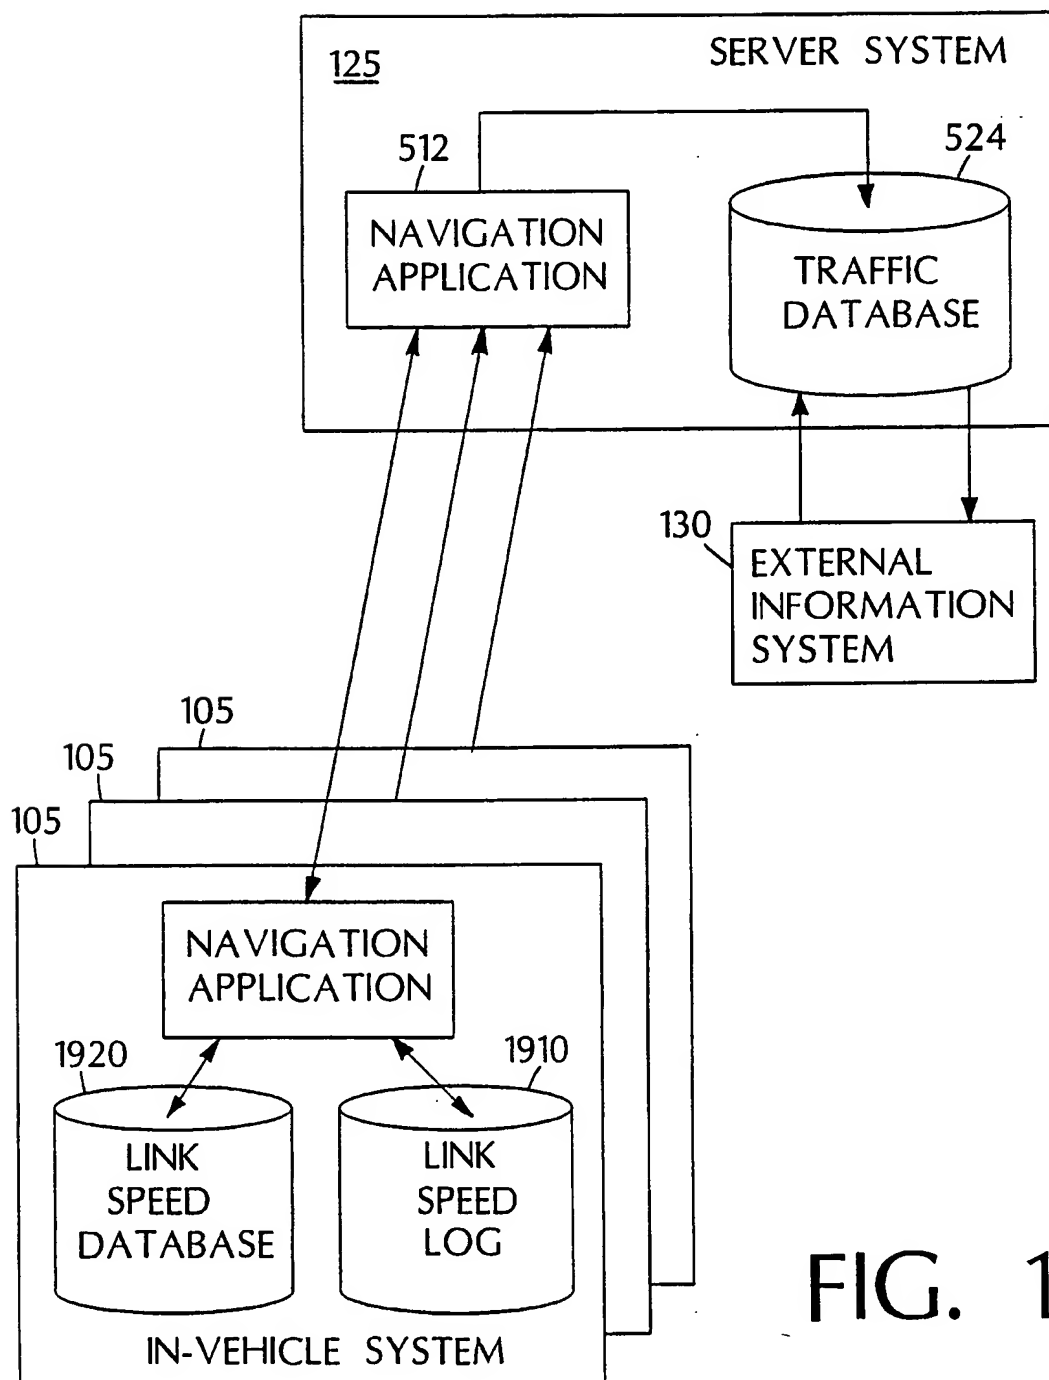 SERVER SYSTEM
125
512
524
NAVIGATION
APPLICATION
TRAFFIC
DATABASE
130
EXTERNAL
INFORMATION
SYSTEM
105
105
105
NAVIGATION
APPLICATION
1920
1910
LINK
SPEED
DATABASE
LINK
SPEED
LOG
IN-VEHICLE SYSTEM
FIG. 1